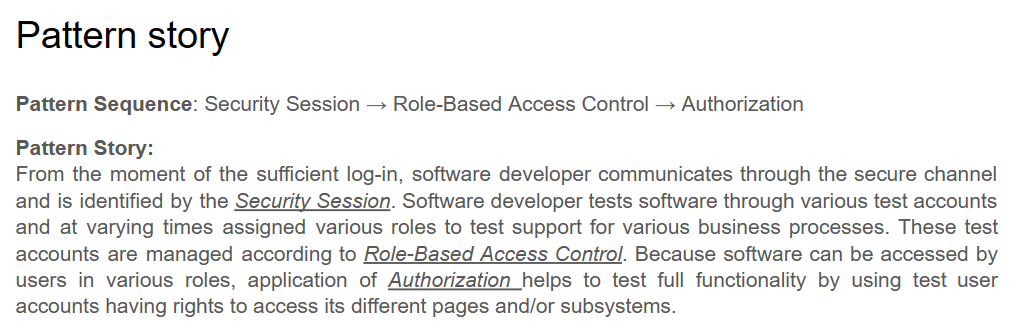 Pattern story
Pattern Sequence: Security Session → Role-Based Access Control → Authorization
Pattern Story:
From the moment of the sufficient log-in, software developer communicates through the secure channel
and is identified by the Security Session. Software developer tests software through various test accounts
and at varying times assigned various roles to test support for various business processes. These test
accounts are managed according to Role-Based Access Control. Because software can be accessed by
users in various roles, application of Authorization helps to test full functionality by using test user
accounts having rights to access its different pages and/or subsystems.